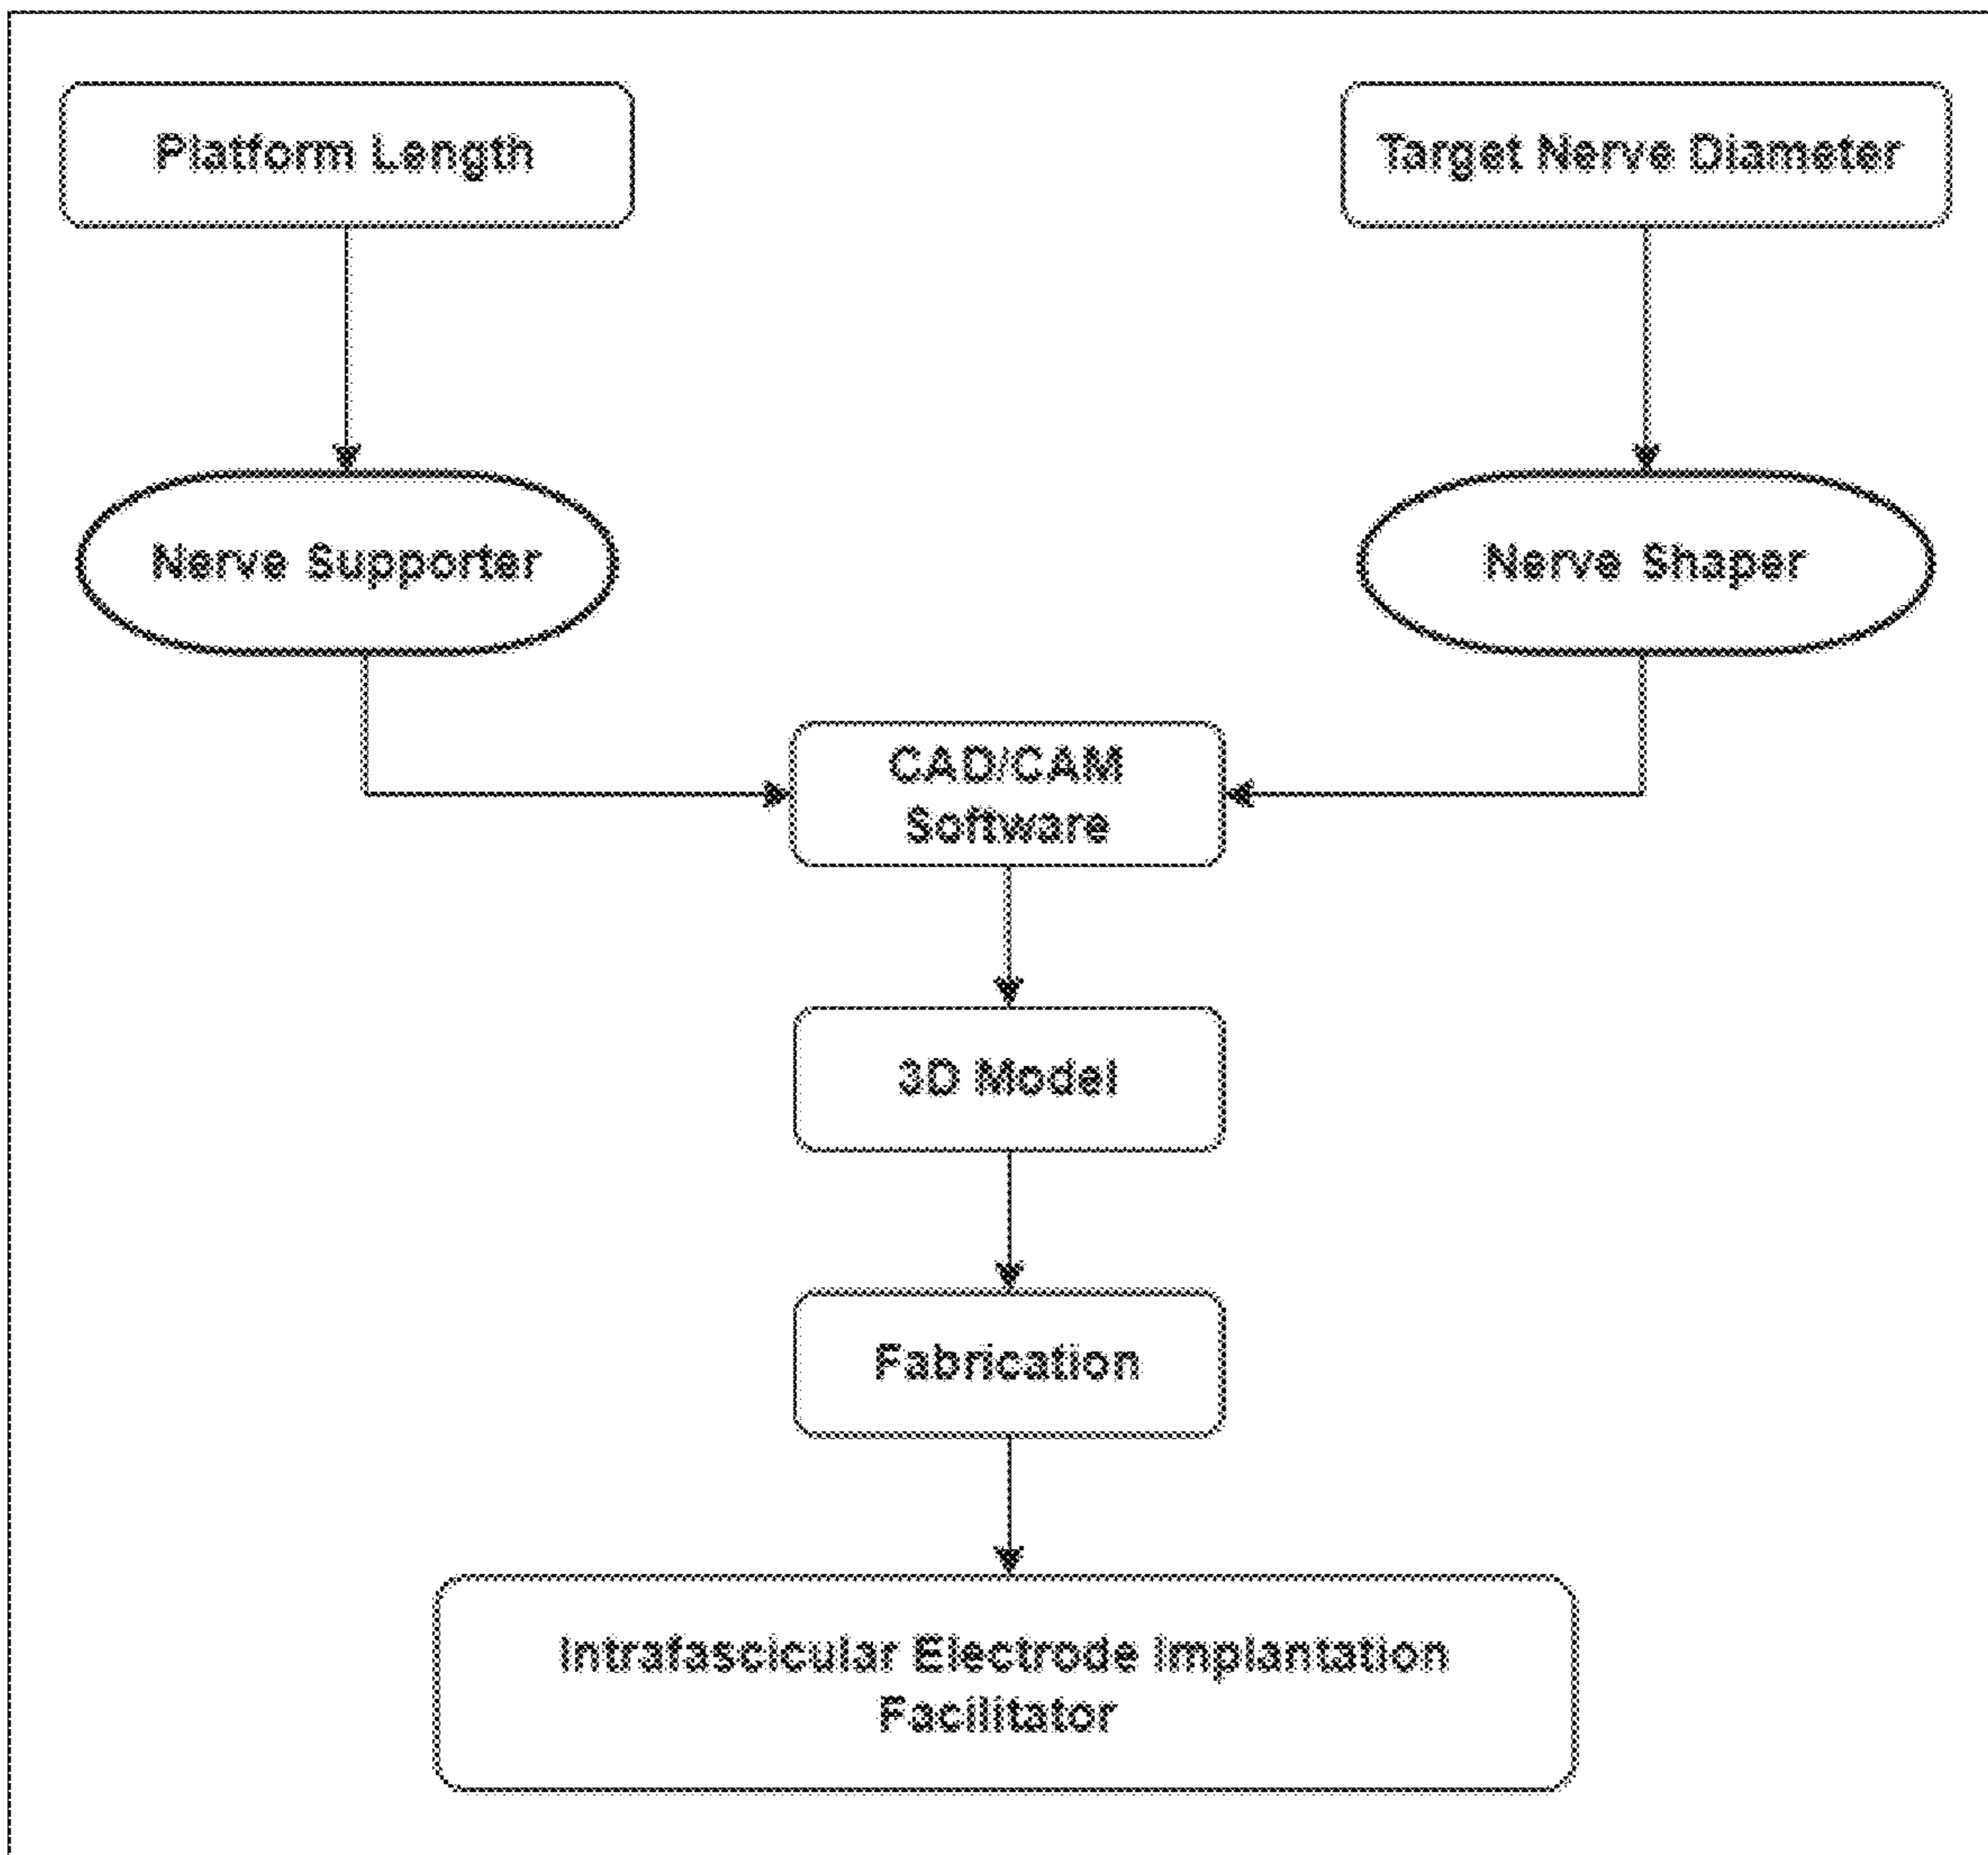 Platform Length
Target Nerve Diameter
Nerve Supporter
Nerve Shaper
CAD/CAM
Software
3D Model
Fabrication
Intrafascicular Electrode Implantation
Facilitator